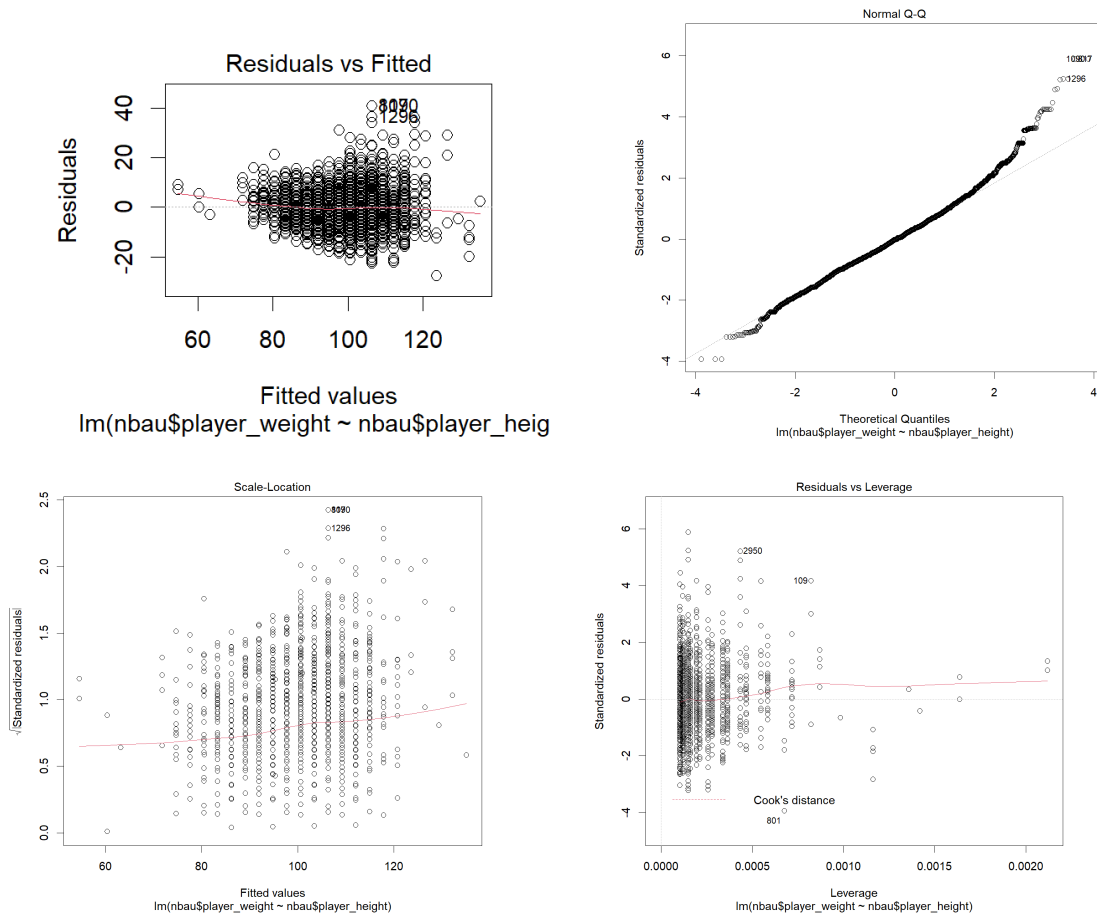 Residuals vs Fitted
Residuals
-20 0 20 40
60 80 100 120
1296
Fitted values
lm(nbau$player_weight ~ nbau$player_heig
Normal Q-Q
Standardized residuals
-4 -2 0 2 4 6
1296
-4 -2 0 2 4
Theoretical Quantiles
lm(nbau$player_weight ~ nbau$player_height)
Scale-Location
√|Standardized residuals|
0.0 0.5 1.0 1.5 2.0 2.5
1296
60 80 100 120
Fitted values
lm(nbau$player_weight ~ nbau$player_height)
Residuals vs Leverage
Standardized residuals
-4 -2 0 2 4 6
2950
109
Cook's distance
801
0.0000 0.0005 0.0010 0.0015 0.0020
Leverage
lm(nbau$player_weight ~ nbau$player_height)